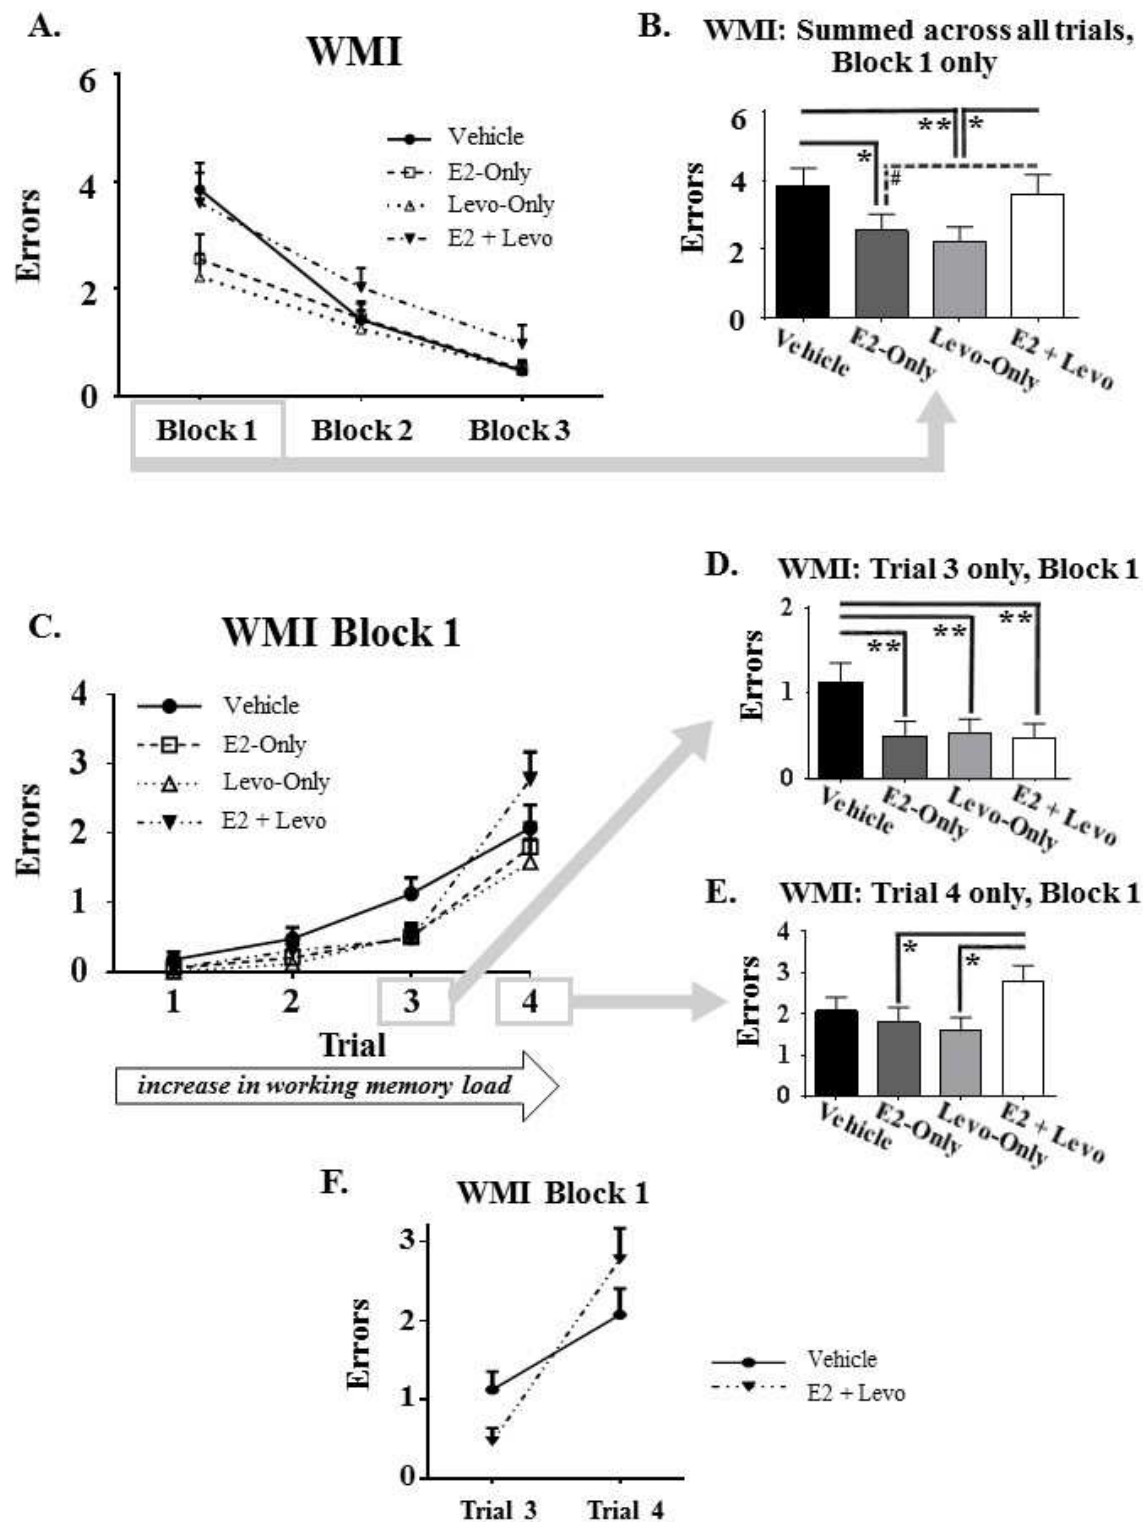 A.
WMI
6
4
2
0
Errors
Vehicle
E2-Only
Levo-Only
E2 + Levo
Block 1
Block 2
Block 3
B.
WMI: Summed across all trials,
Block 1 only
6
4
2
0
Errors
**
*
*
#
Vehicle
E2-Only
Levo-Only
E2 + Levo
C.
WMI Block 1
4
3
2
1
0
Errors
Vehicle
E2-Only
Levo-Only
E2 + Levo
1
2
3
4
Trial
increase in working memory load
D.
WMI: Trial 3 only, Block 1
2
1
0
Errors
**
**
**
Vehicle
E2-Only
Levo-Only
E2 + Levo
E.
WMI: Trial 4 only, Block 1
4
3
2
1
0
Errors
*
*
Vehicle
E2-Only
Levo-Only
E2 + Levo
F.
WMI Block 1
3
2
1
0
Errors
Trial 3
Trial 4
Vehicle
E2 + Levo